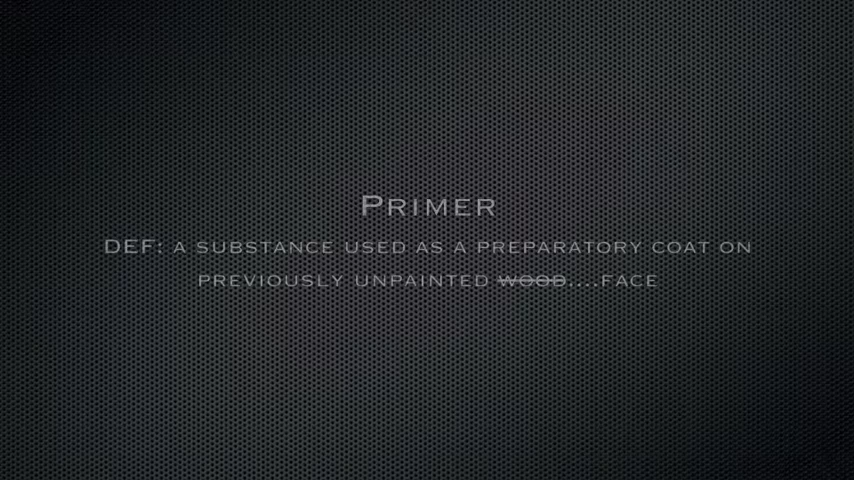 PRIMER
DEF: A SUBSTANCE USED AS A PREPARATORY COAT ON
PREVIOUSLY UNPAINTED WOOD....FACE